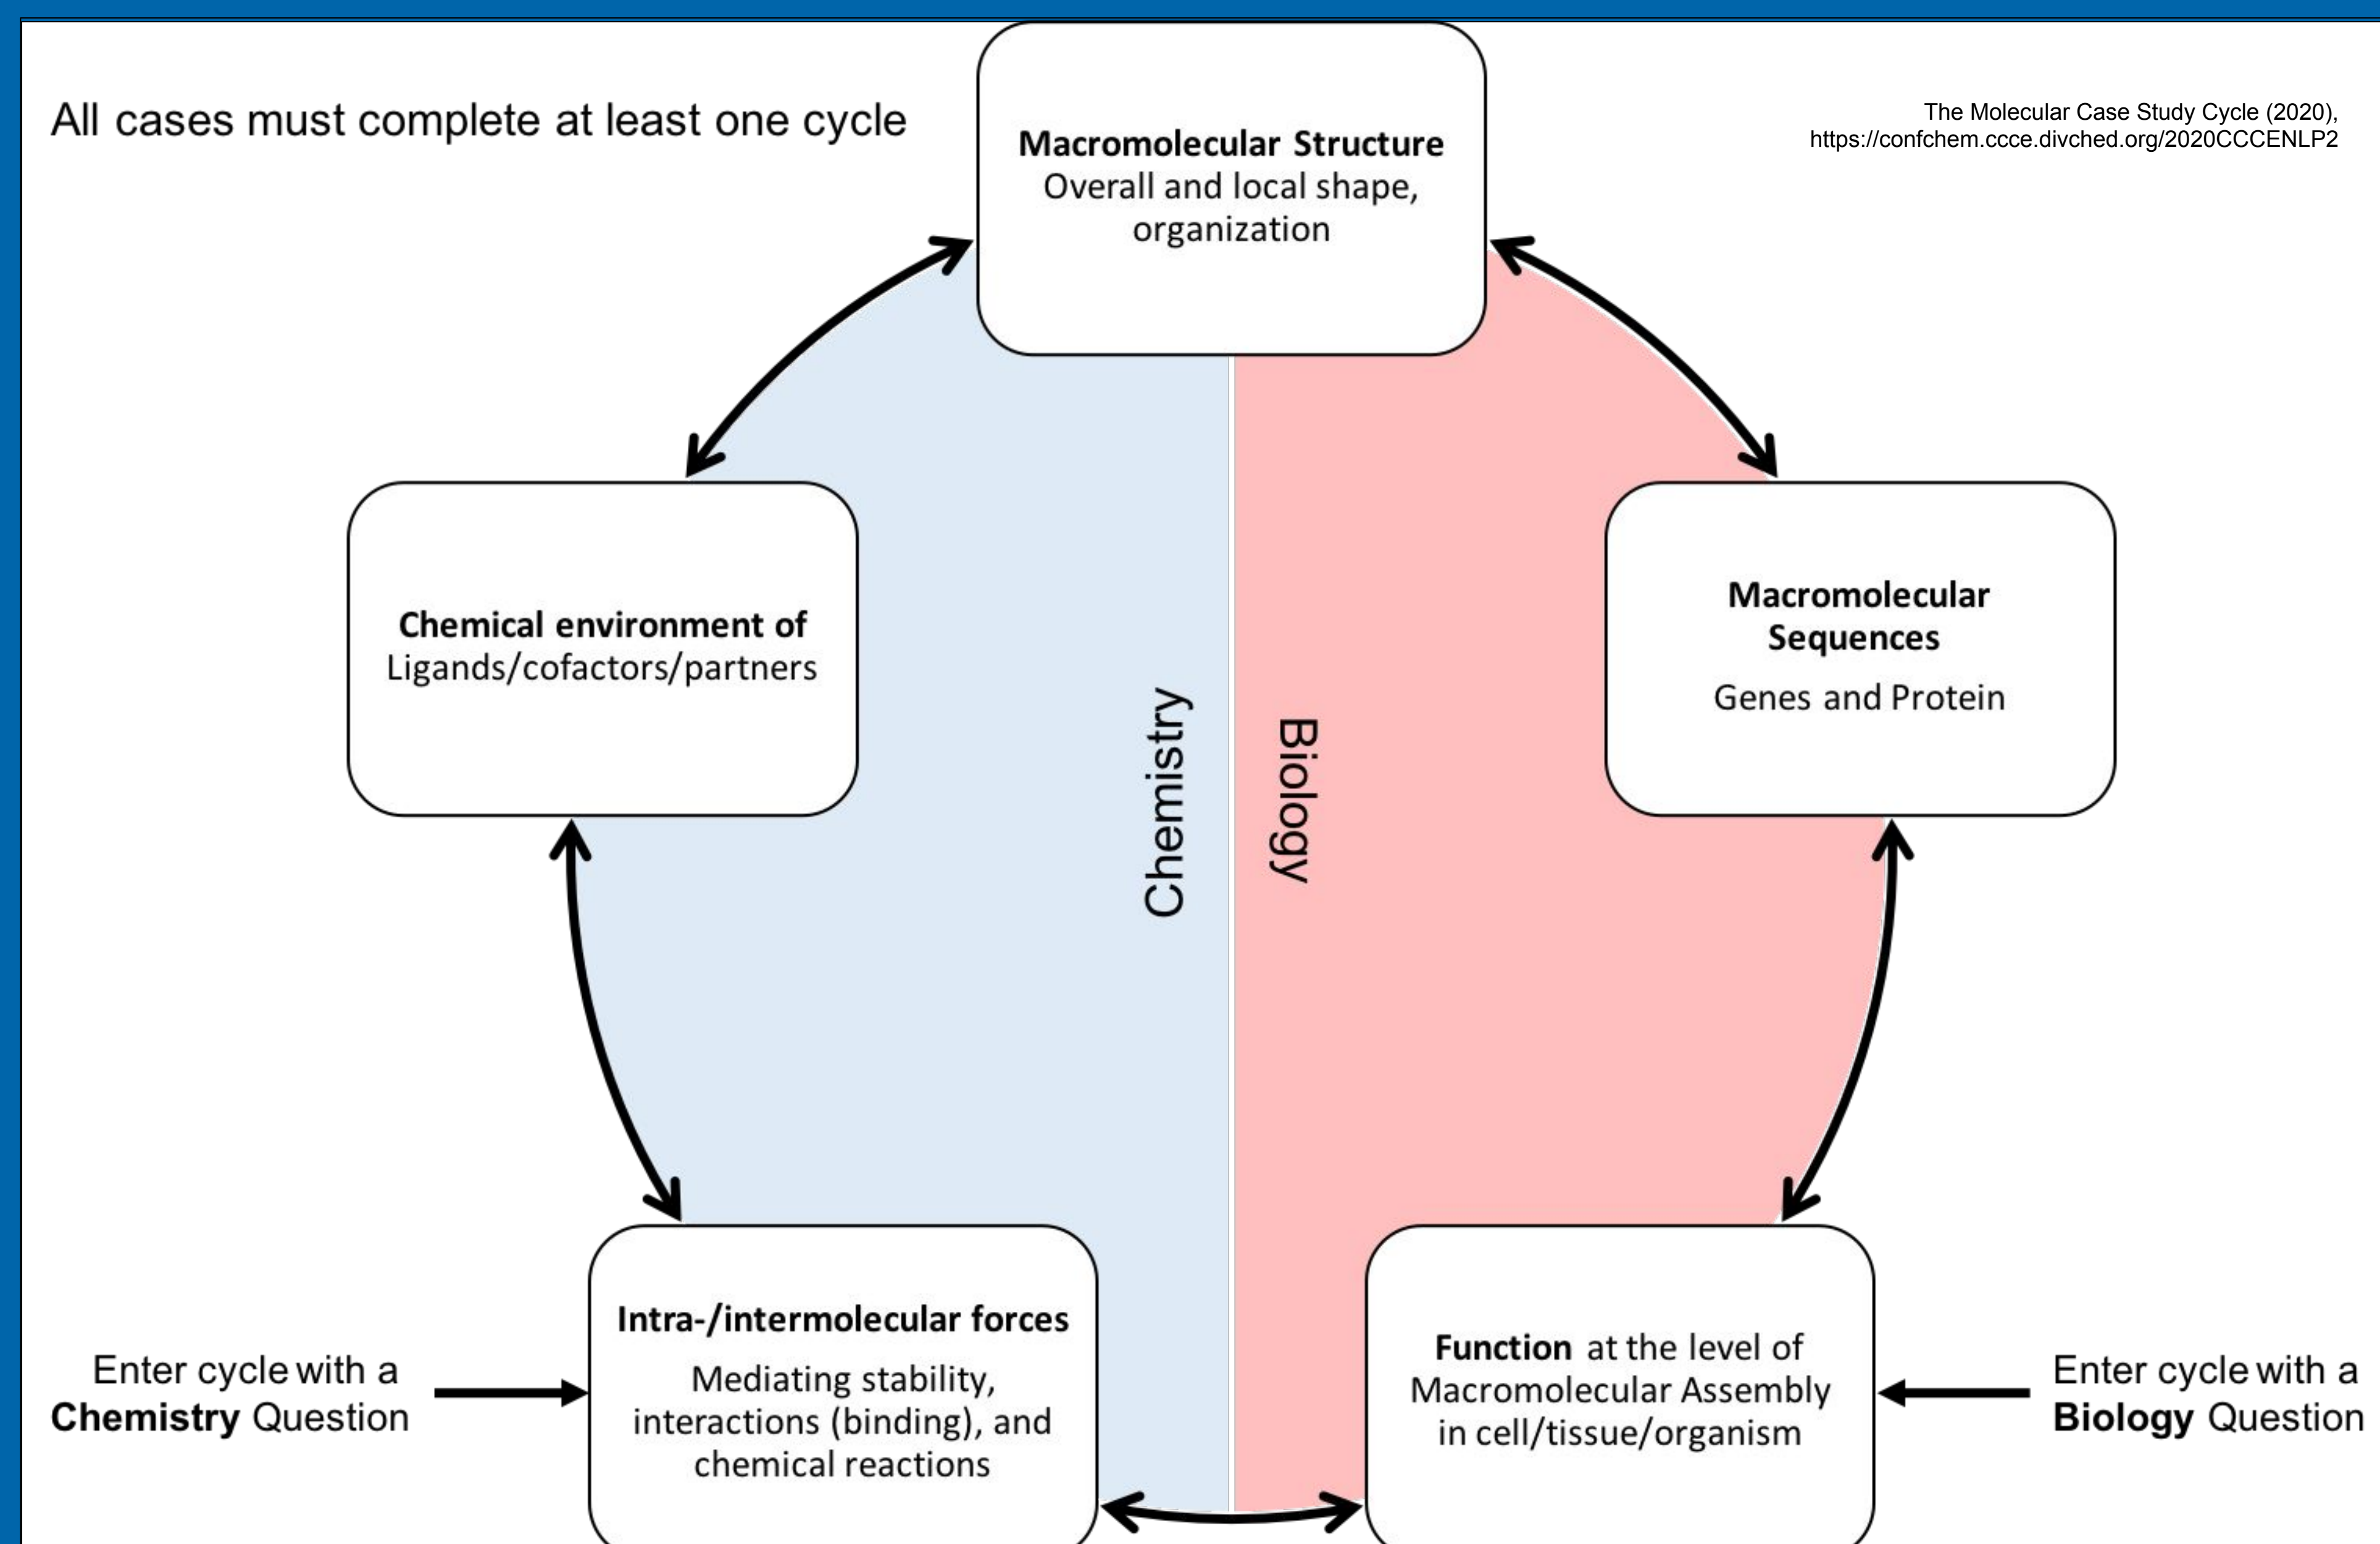 All cases must complete at least one cycle
The Molecular Case Study Cycle (2020),
https://confchem.ccce.divched.org/2020CCCENLP2
Macromolecular Structure
Overall and local shape,
organization
Chemical environment of
Ligands/cofactors/partners
Macromolecular
Sequences
Genes and Protein
Chemistry
Biology
Enter cycle with a
Chemistry Question
Intra-/intermolecular forces
Mediating stability,
interactions (binding), and
chemical reactions
Function at the level of
Macromolecular Assembly
in cell/tissue/organism
Enter cycle with a
Biology Question